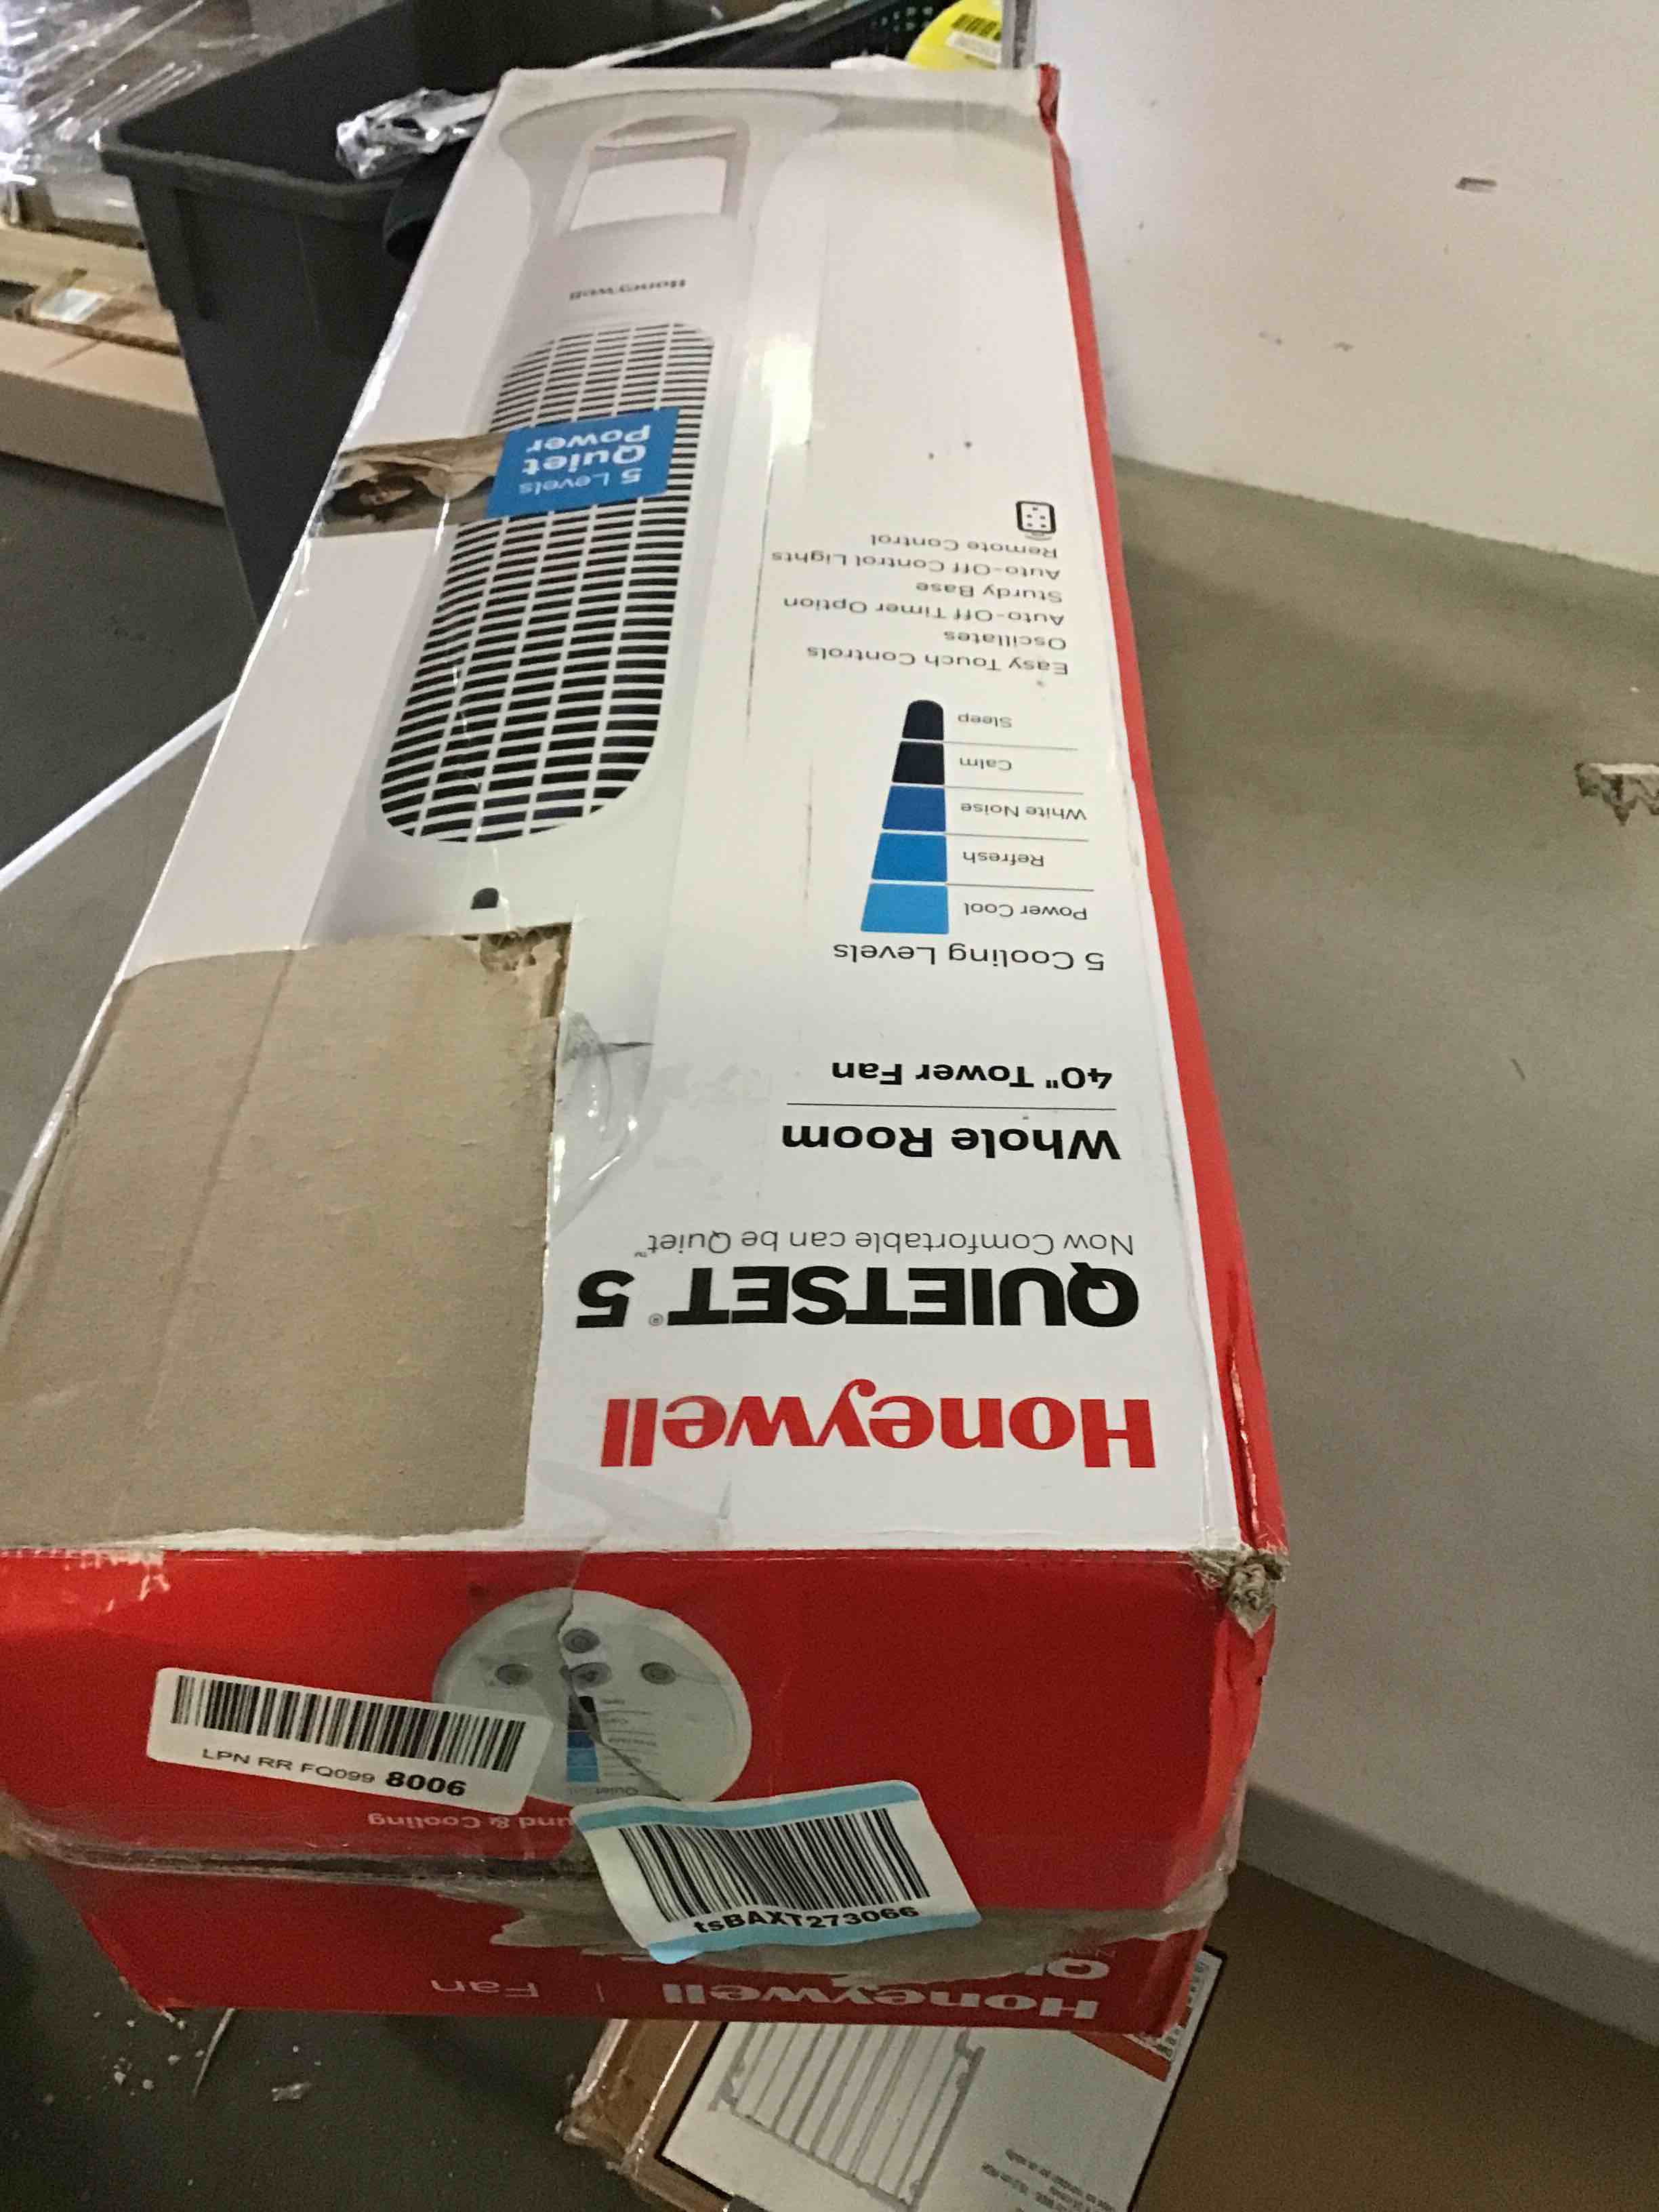 Honeywell
QUIETSET® 5
Now Comfortable can be Quiet™
Whole Room
40" Tower Fan
5 Cooling Levels
Power Cool
Refresh
White Noise
Calm
Sleep
Easy Touch Controls
Oscillates
Auto-Off Timer Option
Sturdy Base
Auto-Off Control Lights
Remote Control
5 Levels
Quiet
Power
Honeywell
LPN RR FQ099 8006
& Cooling
tsBAXT273066
Honeywell | Fan